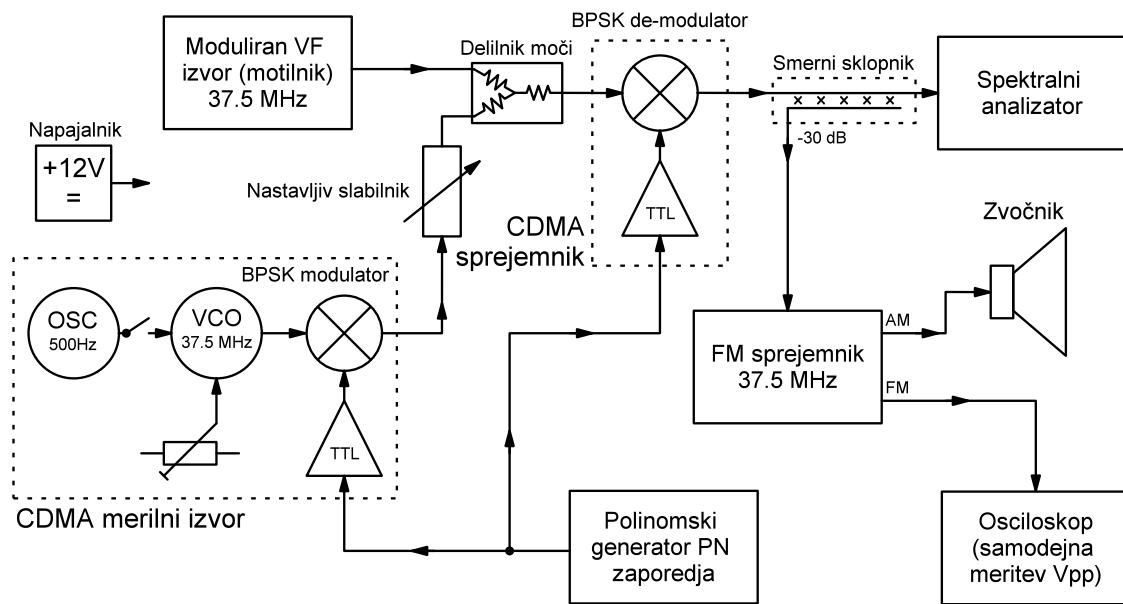 BPSK de-modulator
Moduliran VF
izvor (motilnik)
37.5 MHz
Delilnik moči
Smerni sklopnik
-30 dB
Spektralni
analizator
Napajalnik
+12V
=
Nastavljiv slabilnik
TTL
CDMA
sprejemnik
Zvočnik
BPSK modulator
OSC
500Hz
VCO
37.5 MHz
FM sprejemnik
37.5 MHz
AM
FM
TTL
CDMA merilni izvor
Polinomski
generator PN
zaporedja
Osciloskop
(samodejna
meritev Vpp)